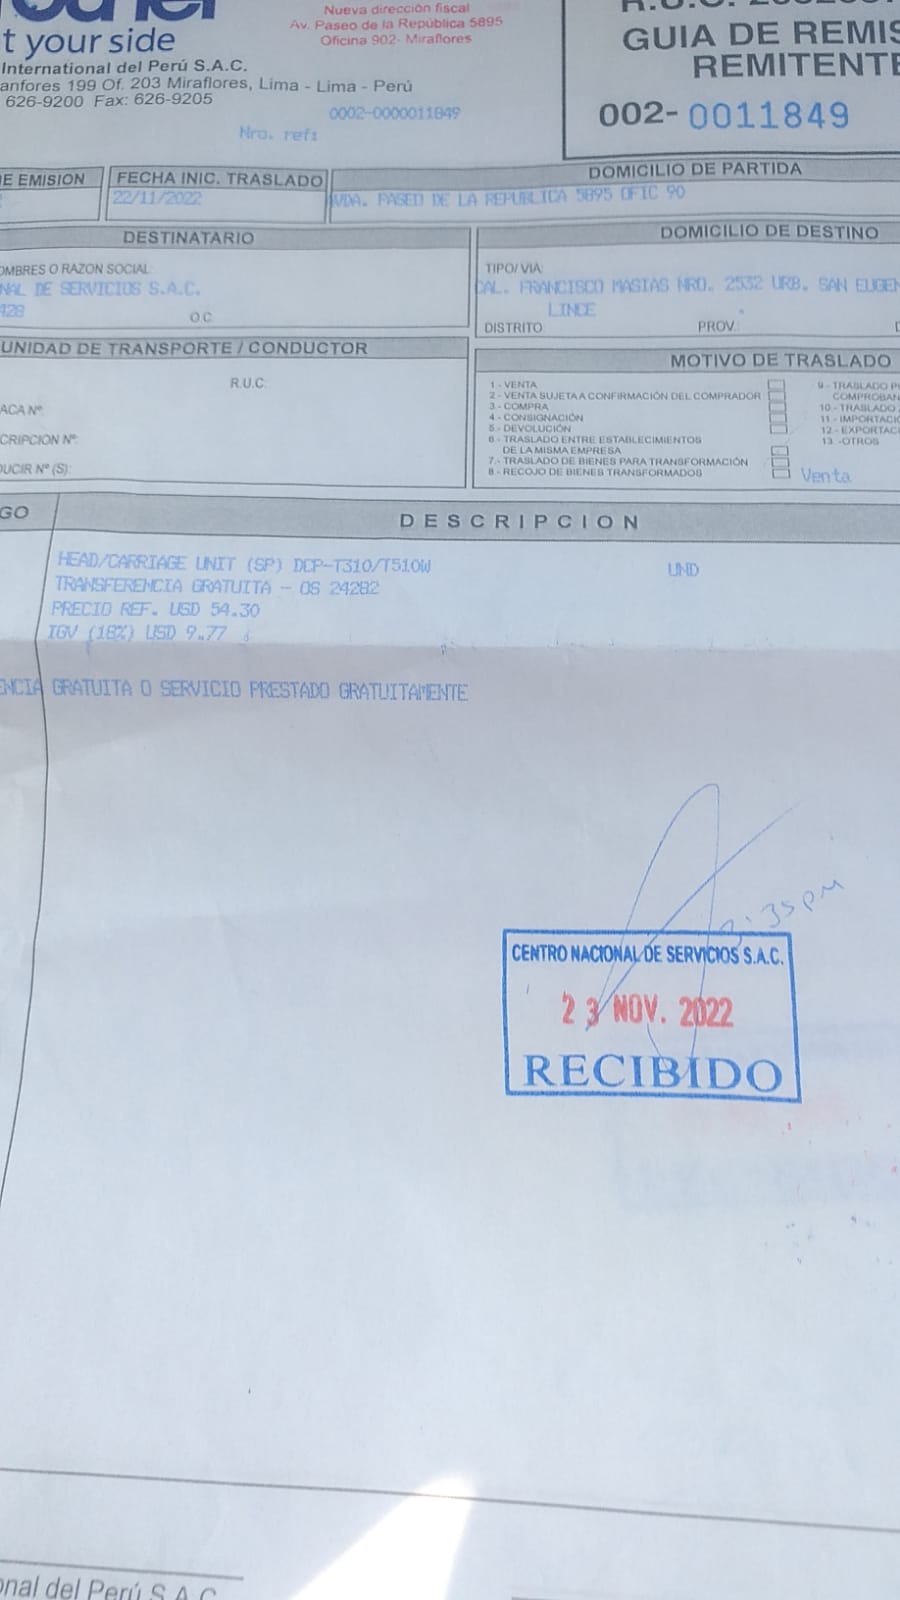 t your side
International del Perú S.A.C.
anfores 199 Of. 203 Miraflores, Lima - Lima - Perú
626-9200 Fax: 626-9205
Nueva dirección fiscal
Av. Paseo de la República 5895
Oficina 902- Miraflores
0002-0000011849
Nro. ref:
GUIA DE REMIS
REMITENTE
002- 0011849
E EMISION
FECHA INIC. TRASLADO
22/11/2022
DOMICILIO DE PARTIDA
VDA. PASEO DE LA REPUBLICA 5895 OFIC 90
DESTINATARIO
OMBRES O RAZON SOCIAL
NAL DE SERVICIOS S.A.C.
428
O.C.
DOMICILIO DE DESTINO
TIPO/VIA:
CAL. FRANCISCO MASIAS NRO. 2532 URB. SAN EUGEN
LINCE
DISTRITO
PROV.:
UNIDAD DE TRANSPORTE / CONDUCTOR
R.U.C.
ACA Nº:
CRIPCION Nº:
DUCIR Nº (S):
MOTIVO DE TRASLADO
1 - VENTA
2 - VENTA SUJETA A CONFIRMACIÓN DEL COMPRADOR
3 - COMPRA
4 - CONSIGNACIÓN
5 - DEVOLUCIÓN
6 - TRASLADO ENTRE ESTABLECIMIENTOS
DE LA MISMA EMPRESA
7 - TRASLADO DE BIENES PARA TRANSFORMACIÓN
8 - RECOJO DE BIENES TRANSFORMADOS
9 - TRASLADO P
COMPROBAN
10 - TRASLADO
11 - IMPORTACI
12 - EXPORTAC
13 -OTROS
Venta
GO
DESCRIPCION
HEAD/CARRIAGE UNIT (SP) DCP-T310/T510W
UND
TRANSFERENCIA GRATUITA - OS 24282
PRECIO REF. USD 54.30
IGV (18%) USD 9.77
ENCIA GRATUITA O SERVICIO PRESTADO GRATUITAMENTE
3:35 pm
CENTRO NACIONAL DE SERVICIOS S.A.C.
23 NOV. 2022
RECIBIDO
onal del Perú S.A.C.